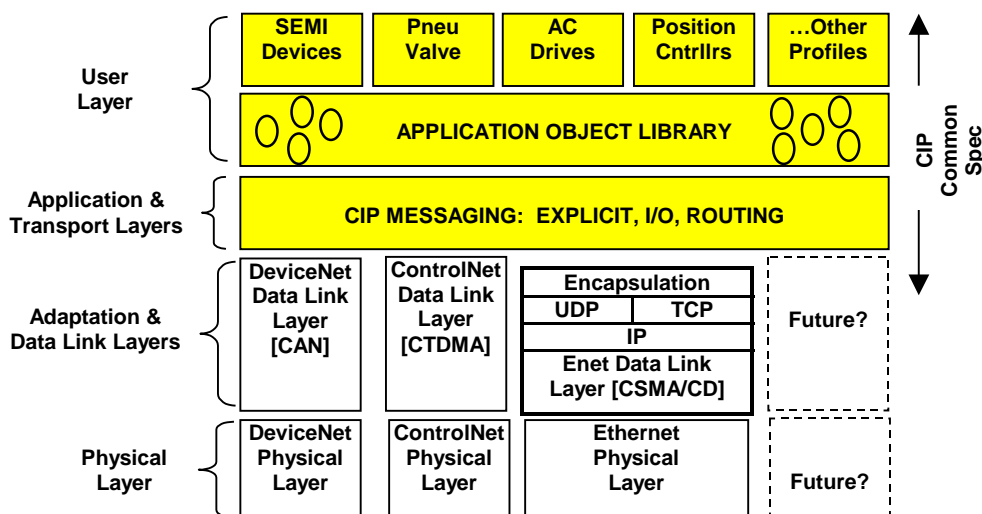 SEMI
Devices
Pneu
Valve
AC
Drives
Position
Cntrllrs
…Other
Profiles
User
Layer
APPLICATION OBJECT LIBRARY
CIP
Common
Spec
Application &
Transport Layers
CIP MESSAGING: EXPLICIT, I/O, ROUTING
Adaptation &
Data Link Layers
DeviceNet
Data Link
Layer
[CAN]
ControlNet
Data Link
Layer
[CTDMA]
Encapsulation
UDP
TCP
IP
Enet Data Link
Layer [CSMA/CD]
Future?
Physical
Layer
DeviceNet
Physical
Layer
ControlNet
Physical
Layer
Ethernet
Physical
Layer
Future?